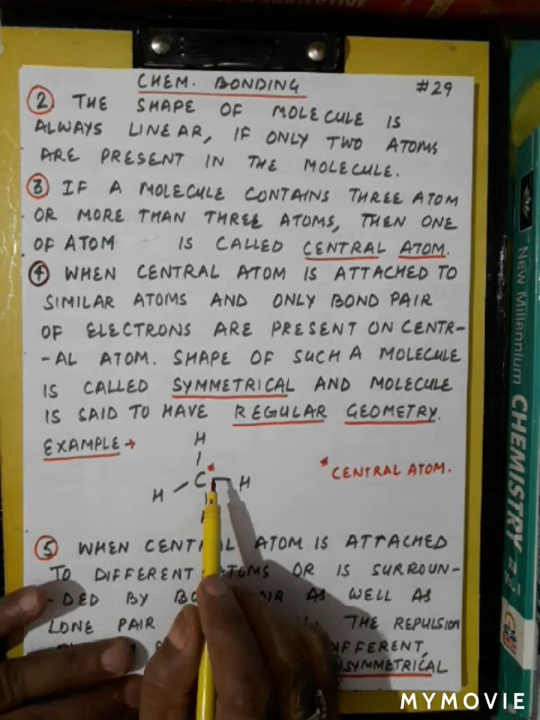 CHEM. BONDING #29
② THE SHAPE OF MOLECULE IS
ALWAYS LINEAR, IF ONLY TWO ATOMS
ARE PRESENT IN THE MOLECULE.
③ IF A MOLECULE CONTAINS THREE ATOM
OR MORE THAN THREE ATOMS, THEN ONE
OF ATOM IS CALLED CENTRAL ATOM.
④ WHEN CENTRAL ATOM IS ATTACHED TO
SIMILAR ATOMS AND ONLY BOND PAIR
OF ELECTRONS ARE PRESENT ON CENTR-
-AL ATOM. SHAPE OF SUCH A MOLECULE
IS CALLED SYMMETRICAL AND MOLECULE
IS SAID TO HAVE REGULAR GEOMETRY.
EXAMPLE→
H
H C* H
* CENTRAL ATOM.
⑤ WHEN CENTRAL ATOM IS ATTACHED
TO DIFFERENT ATOMS OR IS SURROUN-
-DED BY PAIR AS WELL AS
LONE PAIR THE REPULSION
DIFFERENT,
UNSYMMETRICAL
New Millennium CHEMISTRY
MYMOVIE